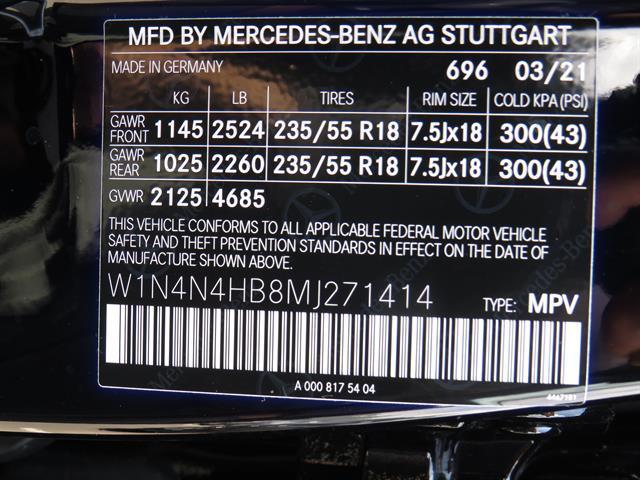 MFD BY MERCEDES-BENZ AG STUTTGART
MADE IN GERMANY 696 03/21
KG LB TIRES RIM SIZE COLD KPA (PSI)
GAWR FRONT 1145 2524 235/55 R18 7.5Jx18 300(43)
GAWR REAR 1025 2260 235/55 R18 7.5Jx18 300(43)
GVWR 2125 4685
THIS VEHICLE CONFORMS TO ALL APPLICABLE FEDERAL MOTOR VEHICLE
SAFETY AND THEFT PREVENTION STANDARDS IN EFFECT ON THE DATE OF
MANUFACTURE SHOWN ABOVE.
W1N4N4HB8MJ271414 TYPE: MPV
A 000 817 54 04